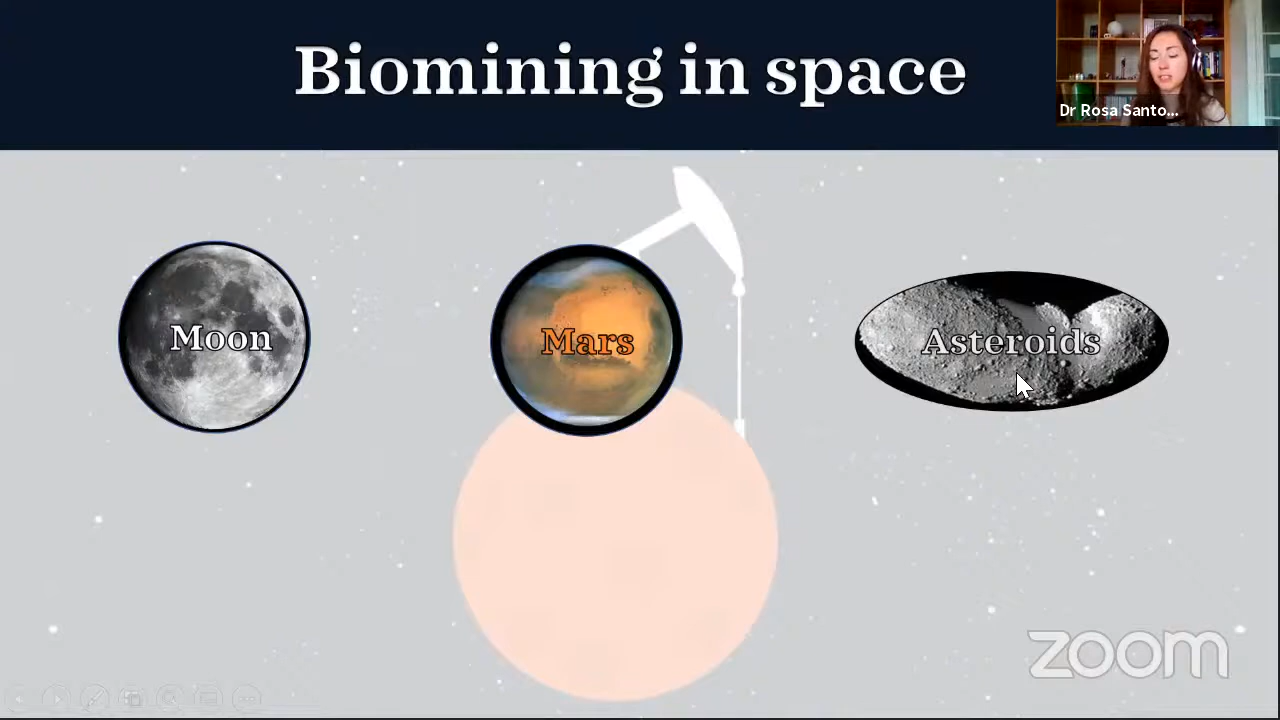 Biomining in space
Dr Rosa Santo...
Moon
Mars
Asteroids
zoom